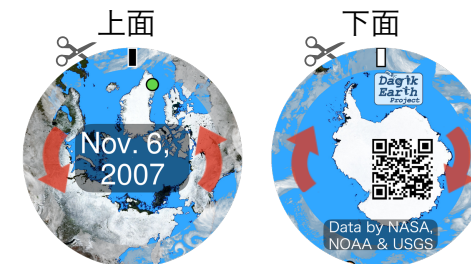 上面
下面
Nov. 6,
2007
Dagik
Earth
Project
Data by NASA,
NOAA & USGS